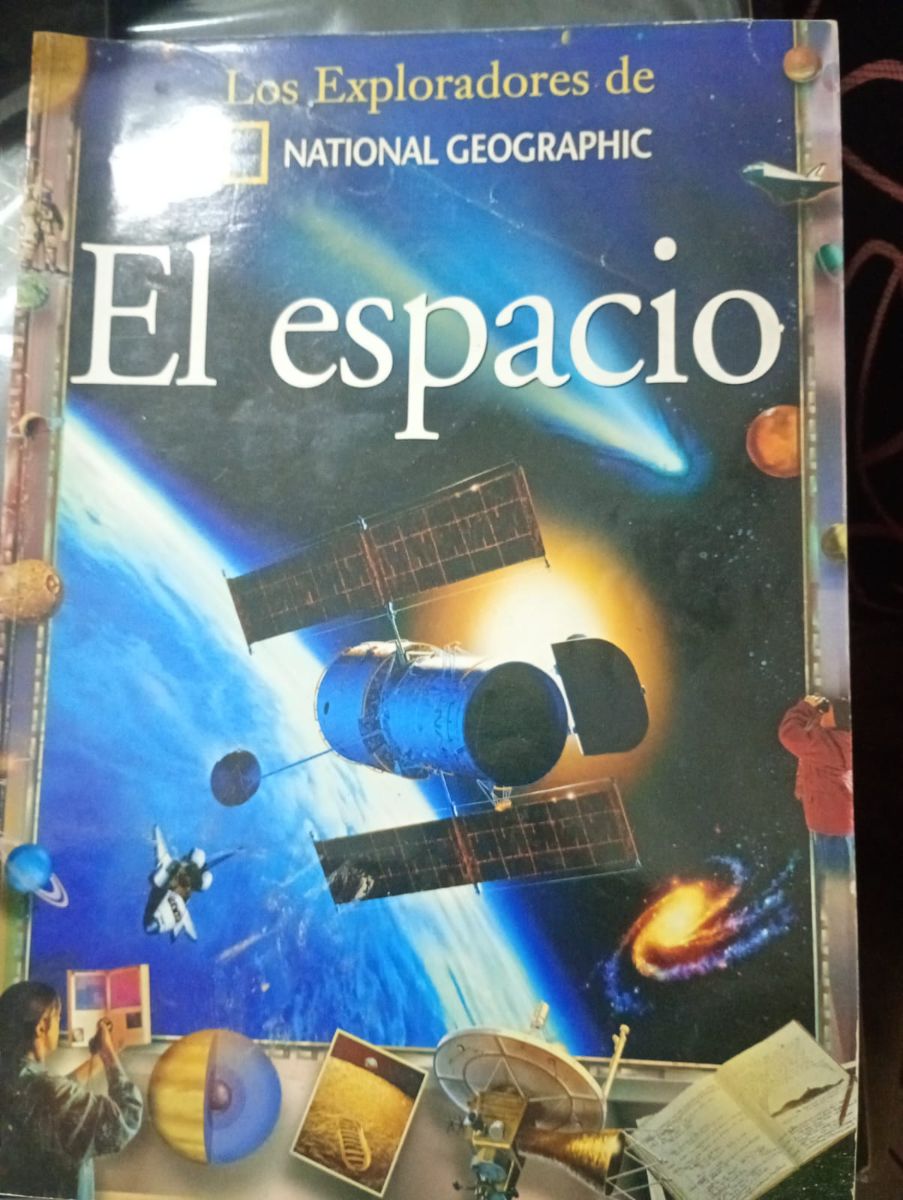 Los Exploradores de
NATIONAL GEOGRAPHIC
El espacio